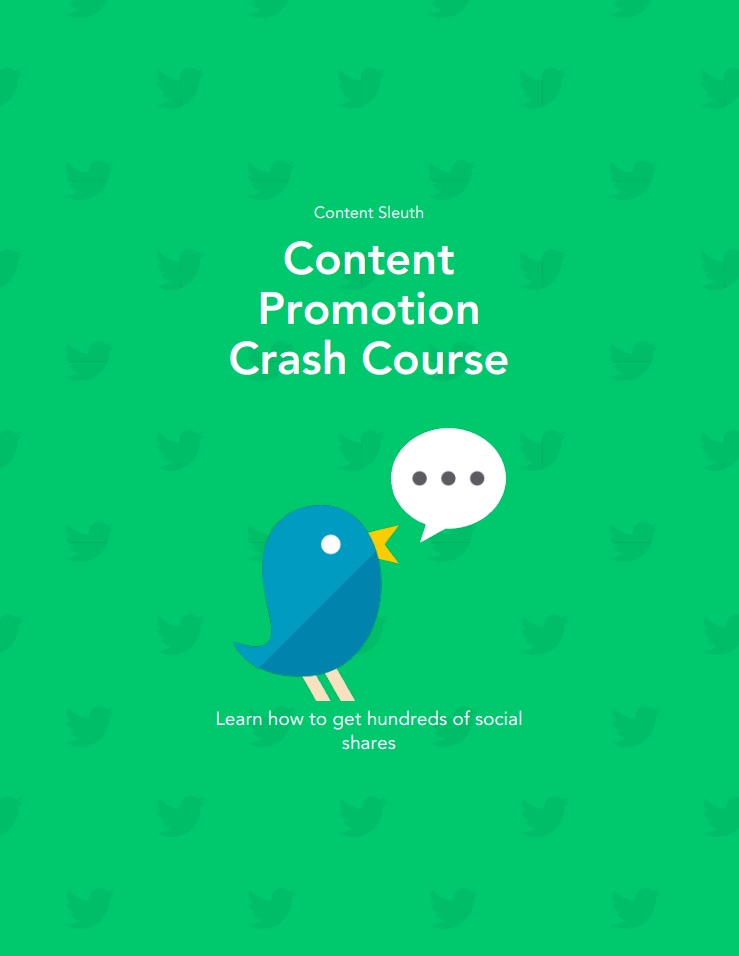 Content Sleuth
Content
Promotion
Crash Course
Learn how to get hundreds of social
shares